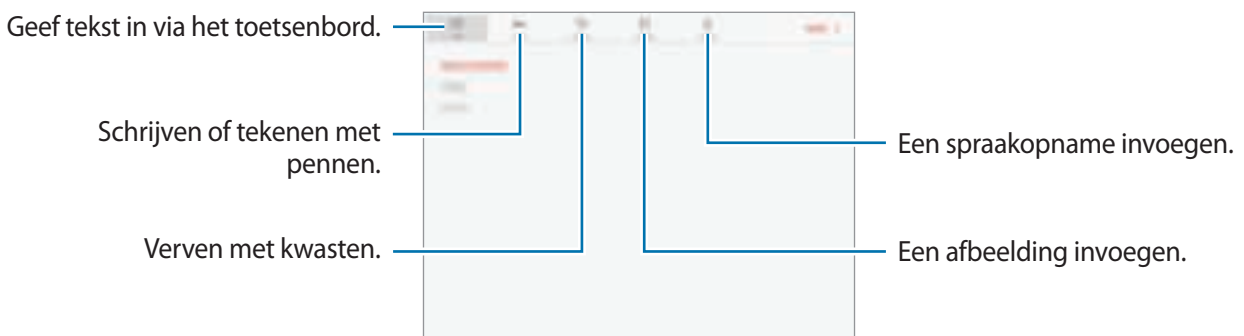 Geef tekst in via het toetsenbord.
Schrijven of tekenen met
pennen.
Verven met kwasten.
Een spraakopname invoegen.
Een afbeelding invoegen.